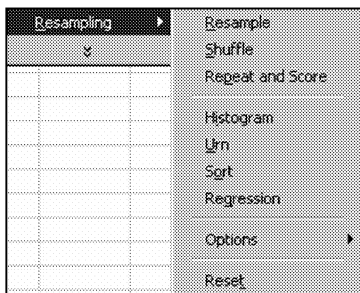 Resampling
Resample
Shuffle
Repeat and Score
Histogram
Urn
Sort
Regression
Options
Reset